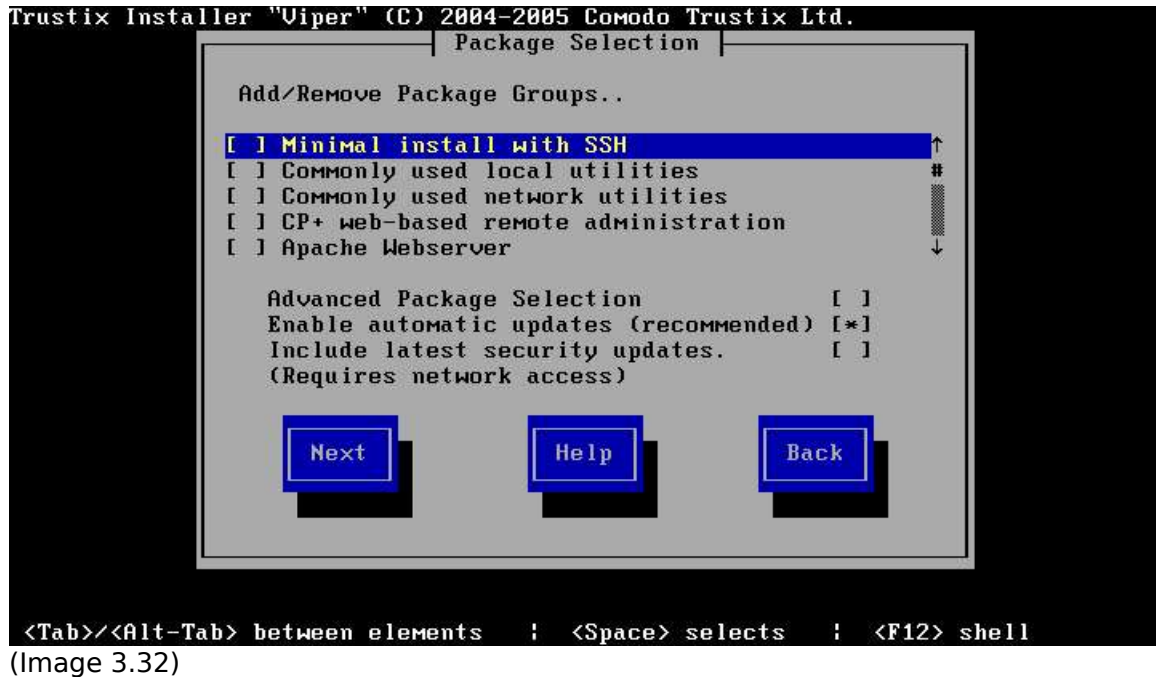 Trustix Installer "Viper" (C) 2004-2005 Comodo Trustix Ltd.
Package Selection
Add/Remove Package Groups..
[ ] Minimal install with SSH ↑
[ ] Commonly used local utilities #
[ ] Commonly used network utilities
[ ] CP+ web-based remote administration
[ ] Apache Webserver ↓
Advanced Package Selection [ ]
Enable automatic updates (recommended) [*]
Include latest security updates. [ ]
(Requires network access)
Next Help Back
<Tab>/<Alt-Tab> between elements ¦ <Space> selects ¦ <F12> shell
(Image 3.32)